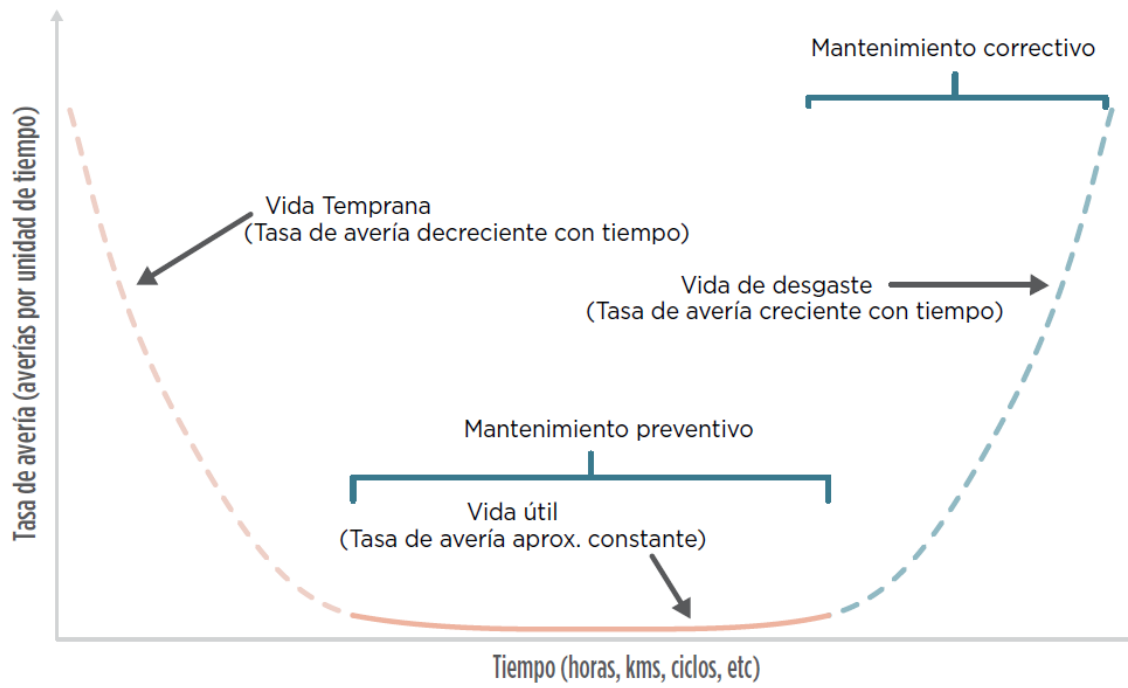 Mantenimiento correctivo
Tasa de avería (averías por unidad de tiempo)
Vida Temprana
(Tasa de avería decreciente con tiempo)
Vida de desgaste
(Tasa de avería creciente con tiempo)
Mantenimiento preventivo
Vida útil
(Tasa de avería aprox. constante)
Tiempo (horas, kms, ciclos, etc)